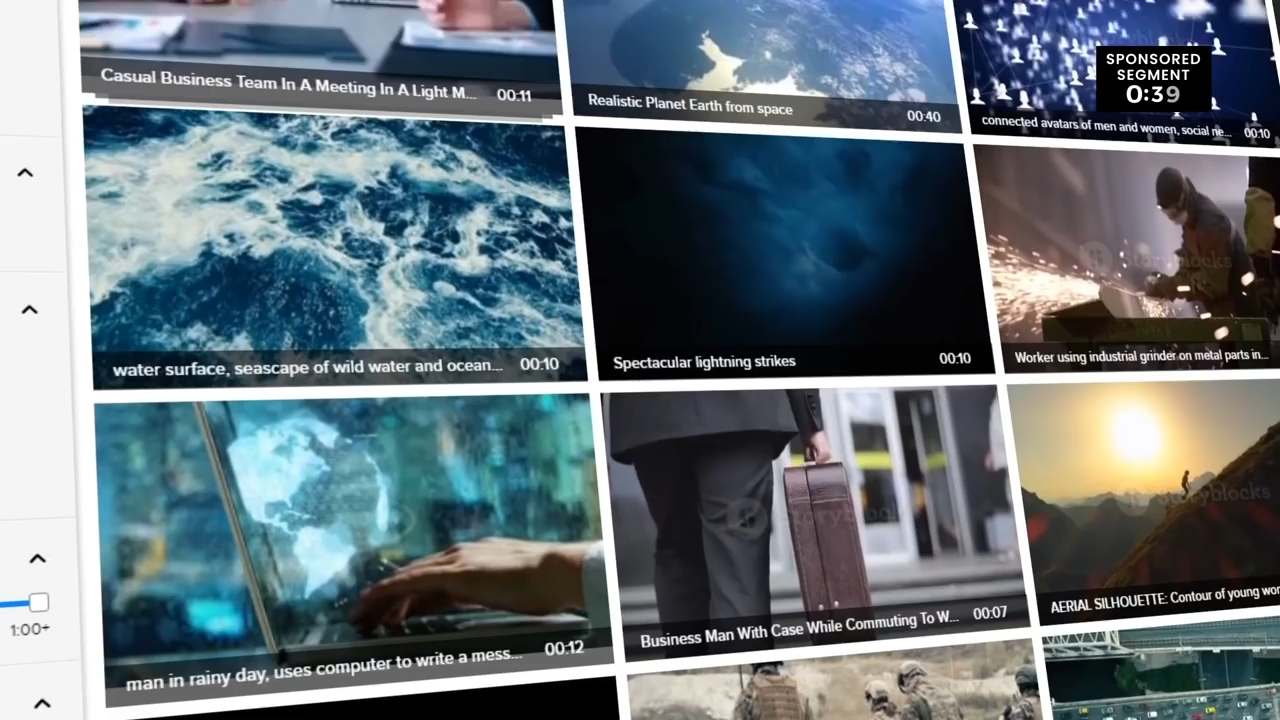 SPONSORED
SEGMENT
0:39
Casual Business Team In A Meeting In A Light M... 00:11
Realistic Planet Earth from space 00:40
connected avatars of men and women, social ne... 00:10
water surface, seascape of wild water and ocean... 00:10
Spectacular lightning strikes 00:10
Storyblocks
Worker using industrial grinder on metal parts in...
man in rainy day, uses computer to write a mess... 00:12
Storyblocks
Business Man With Case While Commuting To W... 00:07
Storyblocks
AERIAL SILHOUETTE: Contour of young wo
1:00+